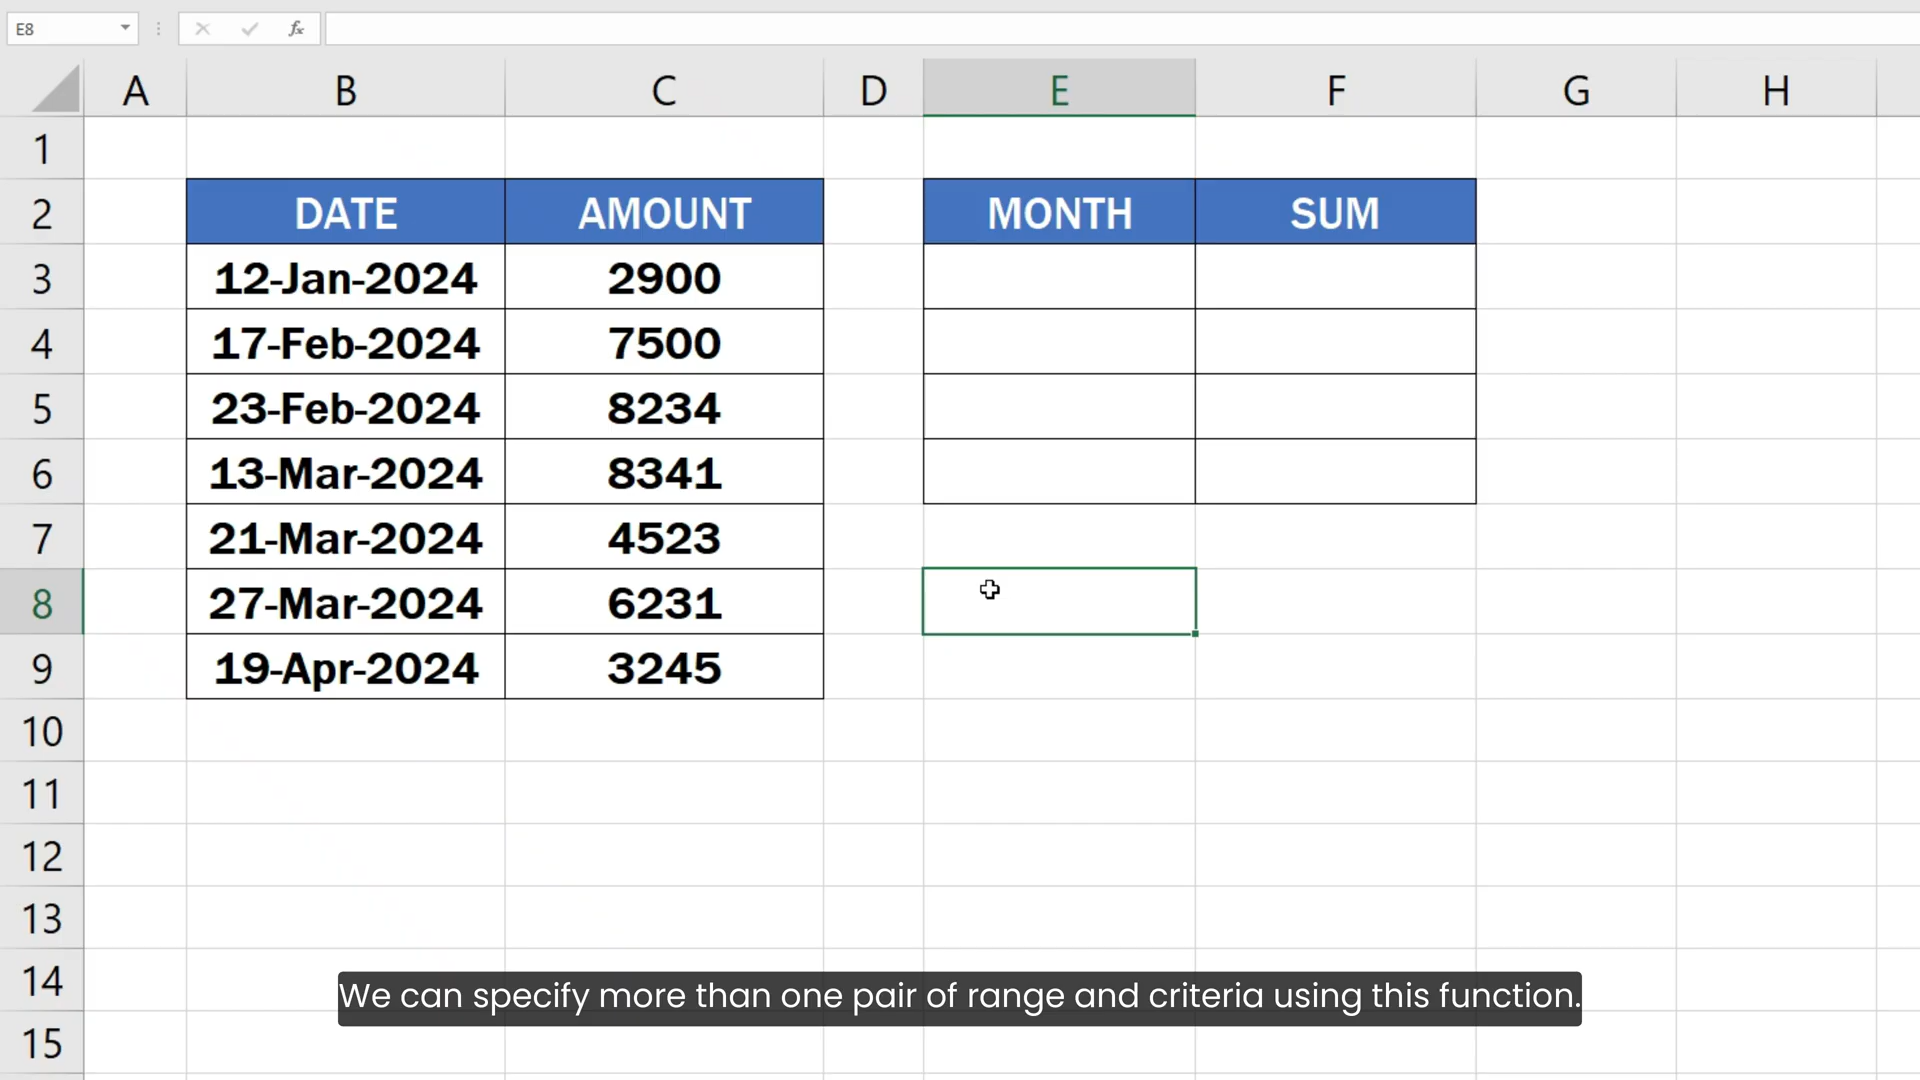 E8
fx
A B C D E F G H
1
2 DATE AMOUNT MONTH SUM
3 12-Jan-2024 2900
4 17-Feb-2024 7500
5 23-Feb-2024 8234
6 13-Mar-2024 8341
7 21-Mar-2024 4523
8 27-Mar-2024 6231
9 19-Apr-2024 3245
10
11
12
13
14
We can specify more than one pair of range and criteria using this function.
15